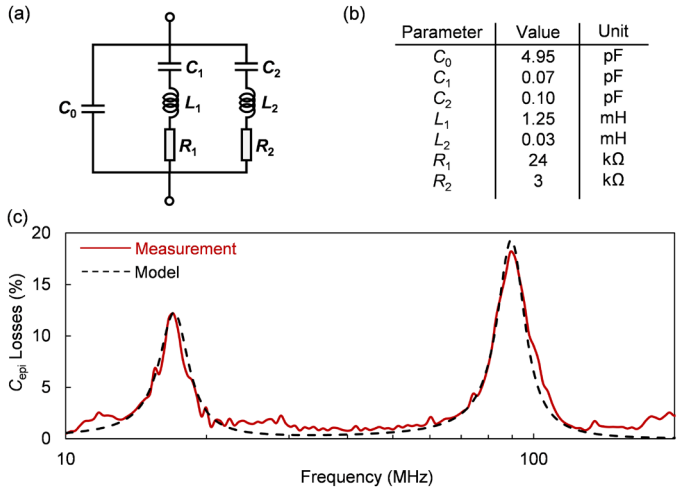 (a)
C₀
C₁
L₁
R₁
C₂
L₂
R₂
(b)
Parameter Value Unit
C₀ 4.95 pF
C₁ 0.07 pF
C₂ 0.10 pF
L₁ 1.25 mH
L₂ 0.03 mH
R₁ 24 kΩ
R₂ 3 kΩ
(c)
Measurement
Model
C_epi Losses (%)
20
15
10
5
0
10 100
Frequency (MHz)